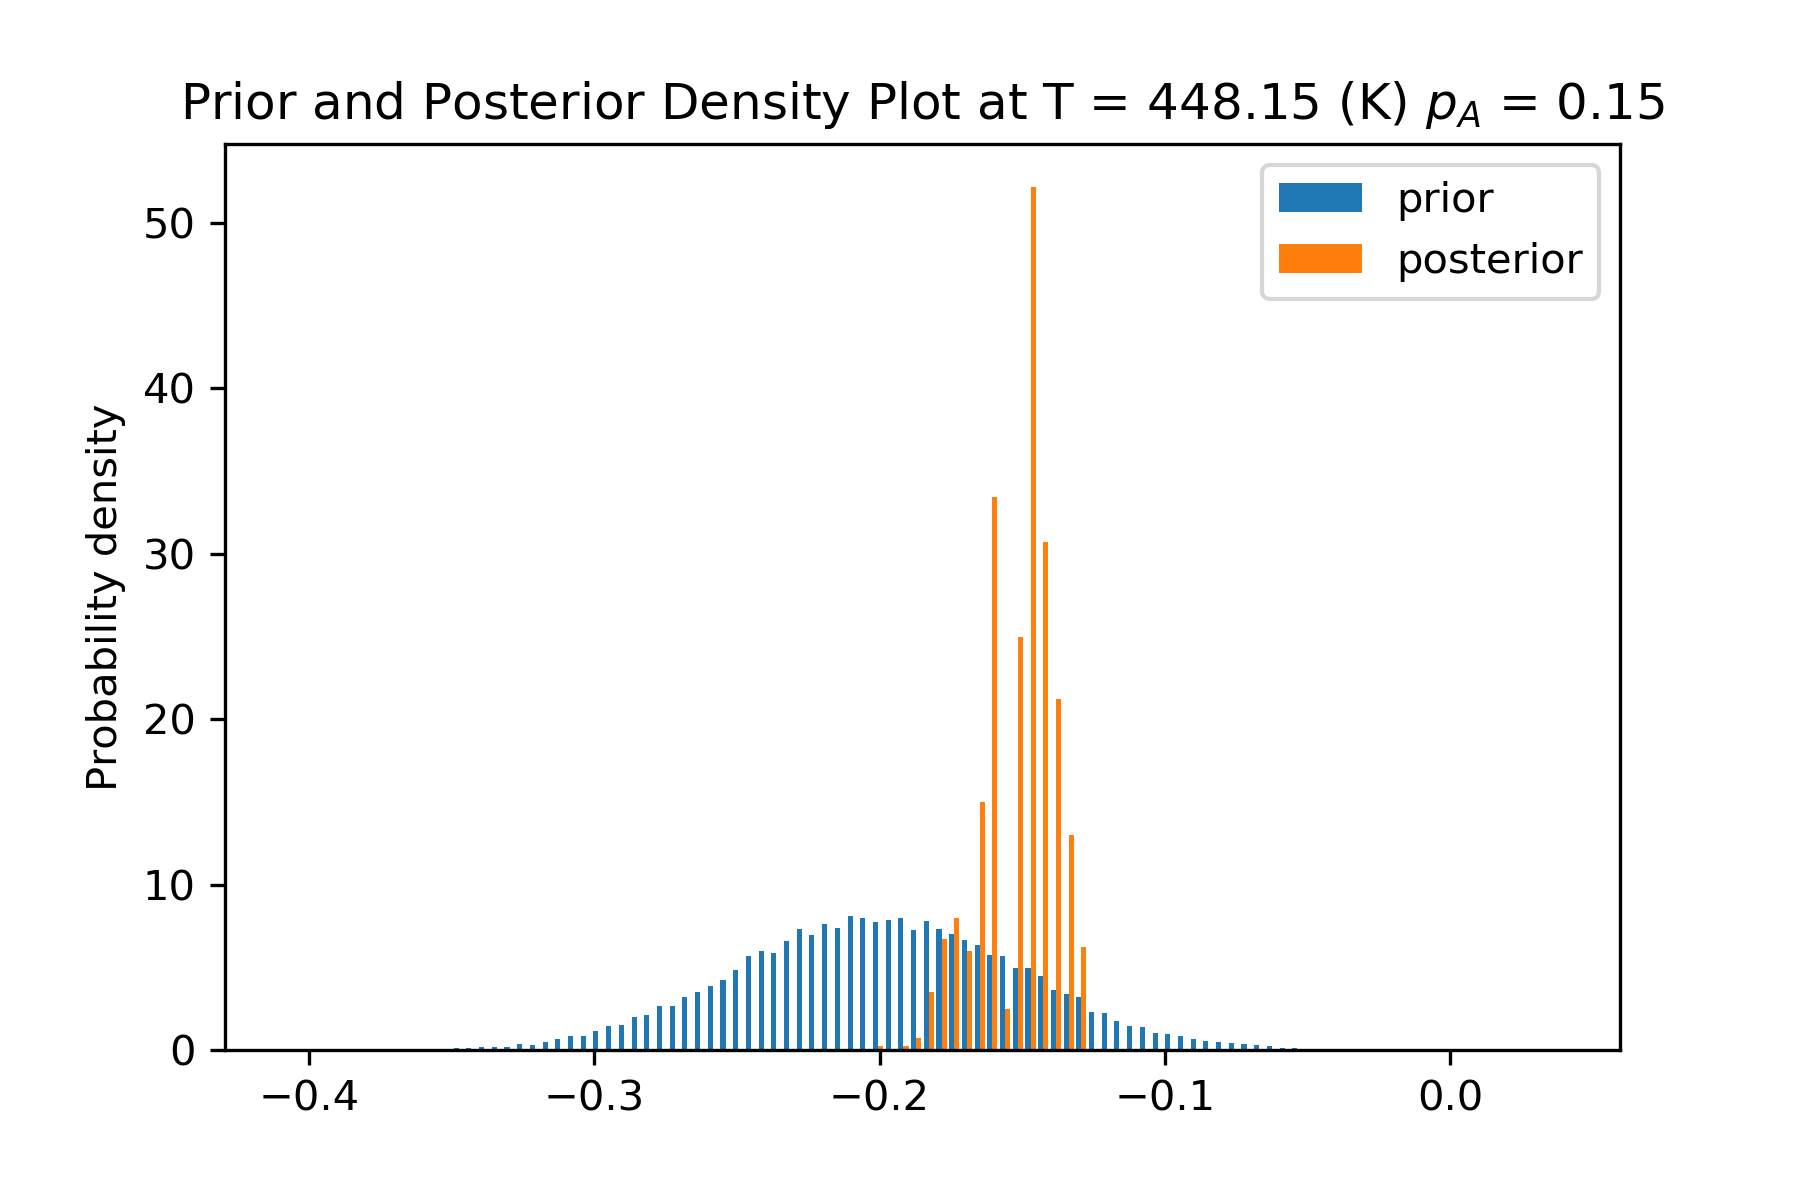 Prior and Posterior Density Plot at T = 448.15 (K) p_A = 0.15
prior
posterior
Probability density
50
40
30
20
10
0
−0.4 −0.3 −0.2 −0.1 0.0